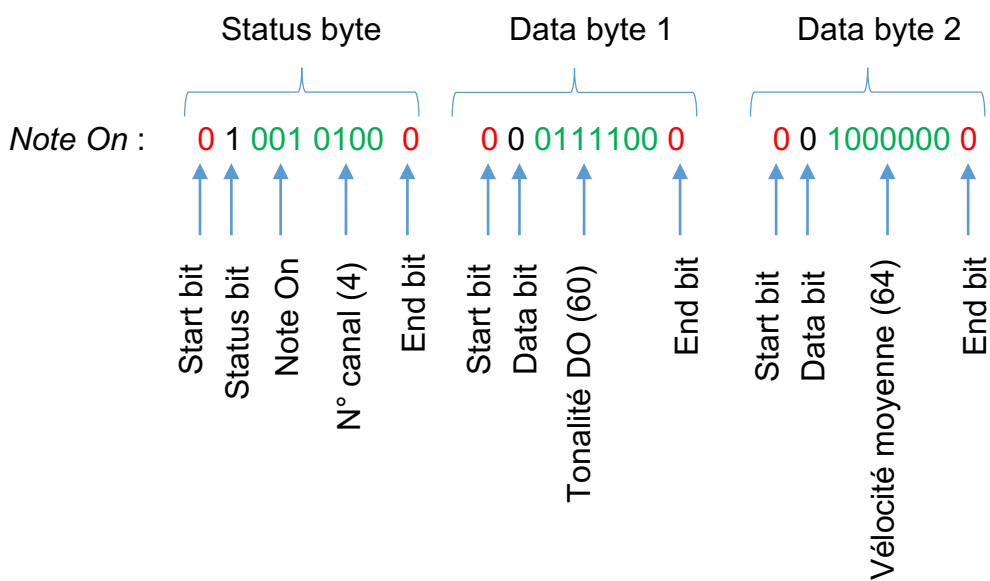 Status byte
Data byte 1
Data byte 2
Note On : 0 1 001 0100 0 0 0 0111100 0 0 0 1000000 0
Start bit
Status bit
Note On
N° canal (4)
End bit
Start bit
Data bit
Tonalité DO (60)
End bit
Start bit
Data bit
Vélocité moyenne (64)
End bit